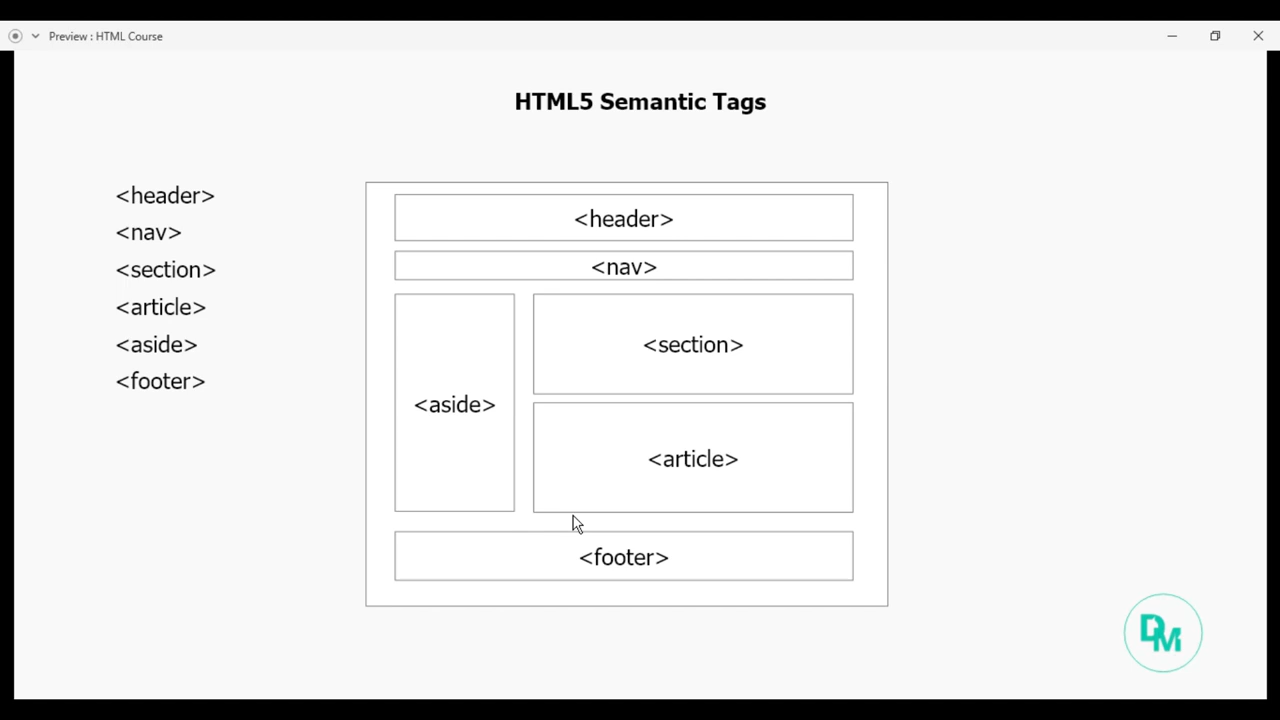 Preview : HTML Course
HTML5 Semantic Tags
<header>
<nav>
<section>
<article>
<aside>
<footer>
<header>
<nav>
<aside>
<section>
<article>
<footer>
DM